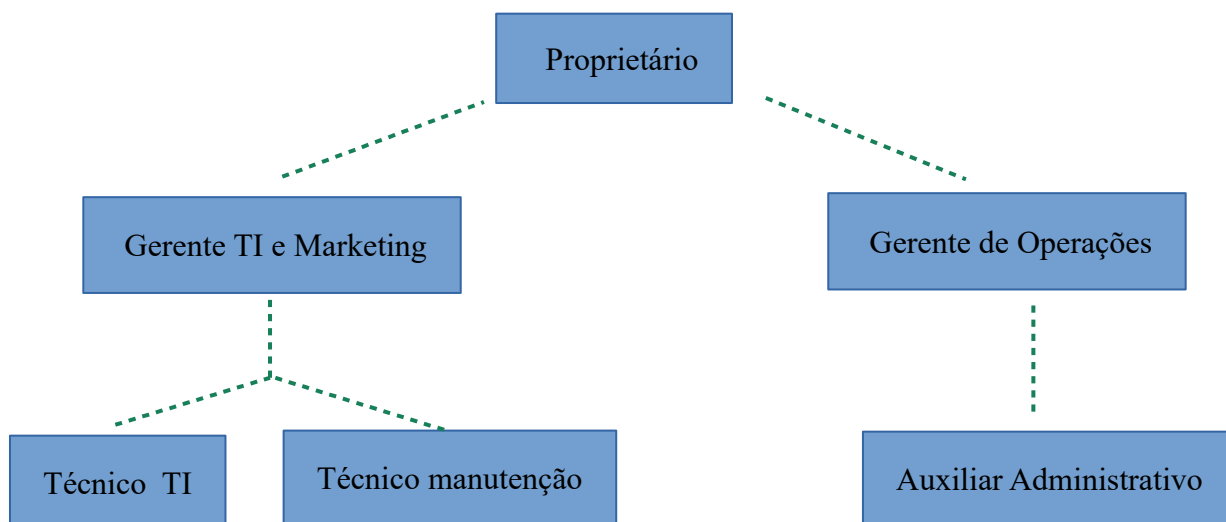 Proprietário
Gerente TI e Marketing
Gerente de Operações
Técnico TI
Técnico manutenção
Auxiliar Administrativo